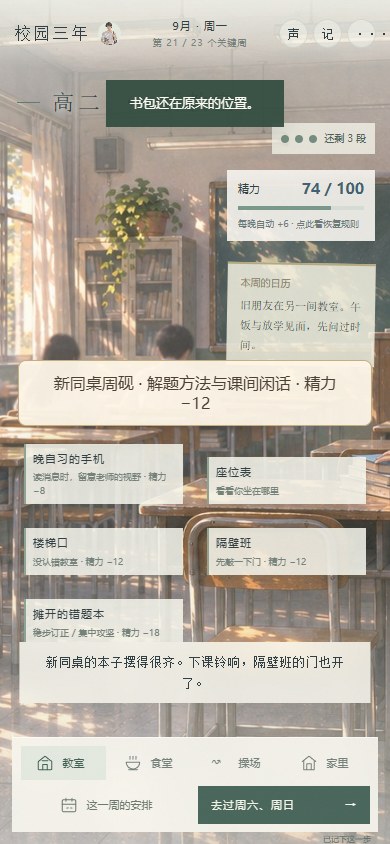 校园三年
9月 · 周一
第 21 / 23 个关键周
声
记
···
— 高二
书包还在原来的位置。
还剩 3 段
精力
74 / 100
每晚自动 +6 · 点此看恢复规则
本周的日历
旧朋友在另一间教室。午
饭与放学见面，先问过时
间。
新同桌周砚 · 解题方法与课间闲话 · 精力
−12
晚自习的手机
读消息时，留意老师的视野 · 精力
−8
座位表
看看你坐在哪里
楼梯口
没认错教室 · 精力 −12
隔壁班
先敲一下门 · 精力 −12
摊开的错题本
稳步订正 / 集中攻坚 · 精力 −18
新同桌的本子摆得很齐。下课铃响，隔壁班的门也开
了。
教室
食堂
操场
家里
这一周的安排
去过周六、周日 →
已记下这一步